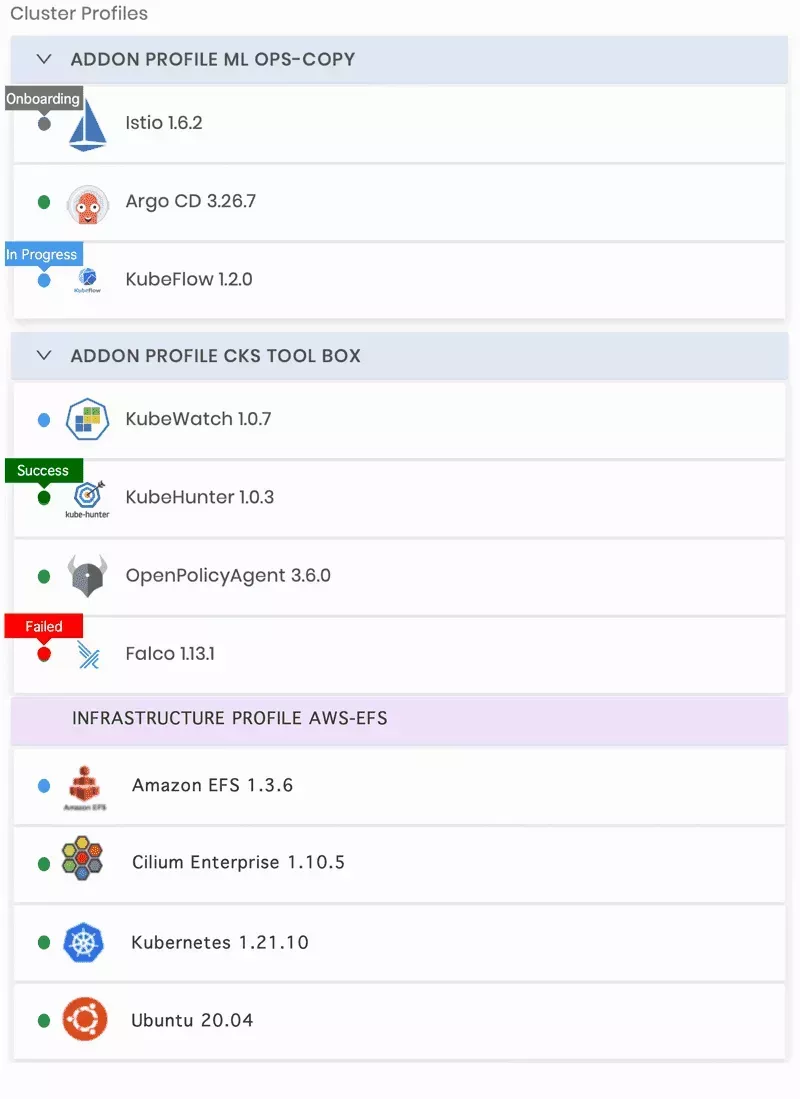 Cluster Profiles
ADDON PROFILE ML OPS-COPY
Onboarding
Istio 1.6.2
Argo CD 3.26.7
In Progress
KubeFlow 1.2.0
Kubeflow
ADDON PROFILE CKS TOOL BOX
KubeWatch 1.0.7
Success
KubeHunter 1.0.3
kube-hunter
OpenPolicyAgent 3.6.0
Failed
Falco 1.13.1
INFRASTRUCTURE PROFILE AWS-EFS
Amazon EFS 1.3.6
Amazon EFS
Cilium Enterprise 1.10.5
Kubernetes 1.21.10
Ubuntu 20.04